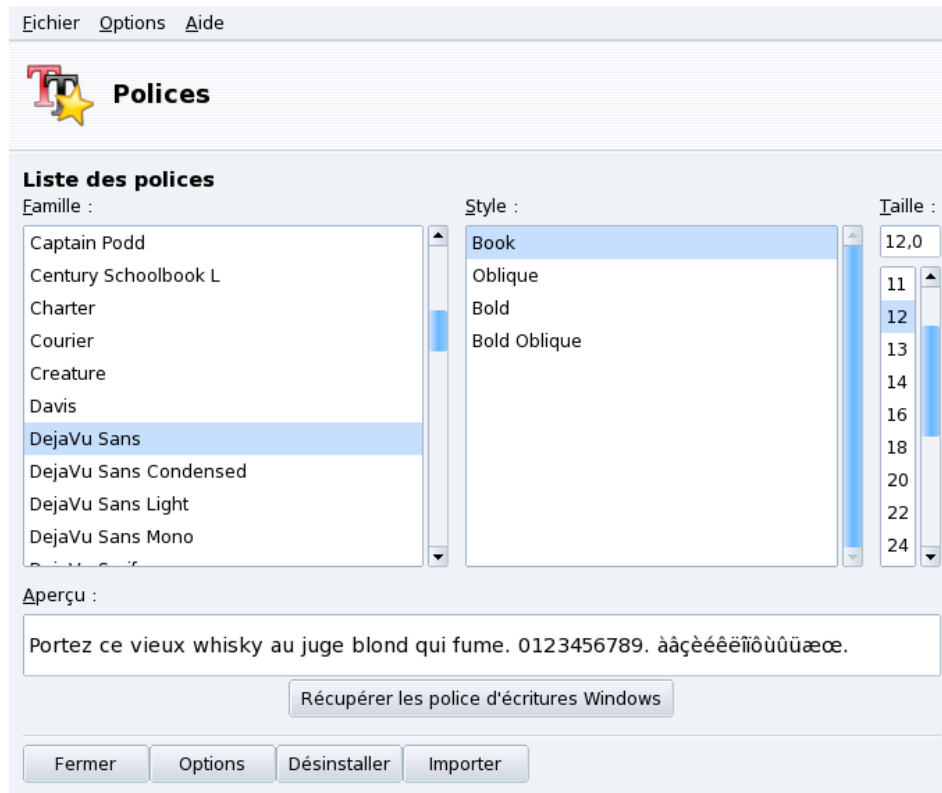 Fichier Options Aide
Polices
Liste des polices
Famille :
Captain Podd
Century Schoolbook L
Charter
Courier
Creature
Davis
DejaVu Sans
DejaVu Sans Condensed
DejaVu Sans Light
DejaVu Sans Mono
Style :
Book
Oblique
Bold
Bold Oblique
Taille :
12,0
11
12
13
14
16
18
20
22
24
Aperçu :
Portez ce vieux whisky au juge blond qui fume. 0123456789. àâçèéêëîïôùûüæœ.
Récupérer les police d'écritures Windows
Fermer Options Désinstaller Importer